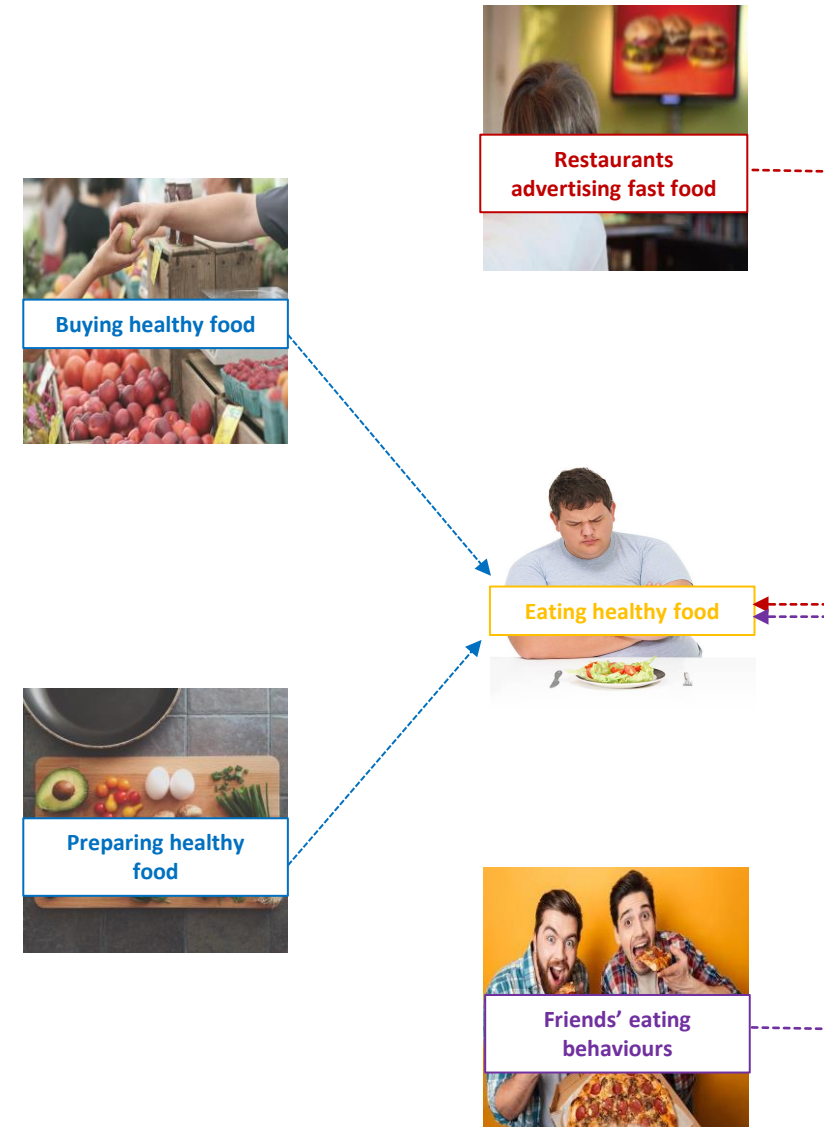 Restaurants
advertising fast food
Buying healthy food
Eating healthy food
Preparing healthy
food
Friends’ eating
behaviours